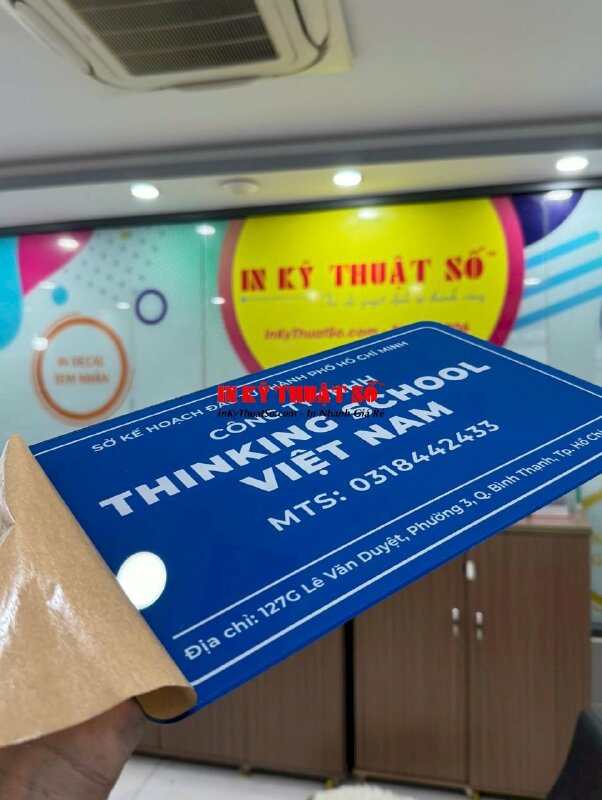 IN KỸ THUẬT SỐ
InKyThuatSo.com
IN DECAL
TEM NHÃN
SỞ KẾ HOẠCH THÀNH PHỐ HỒ CHÍ MINH
IN KỸ THUẬT SỐ
InKyThuatSo.com - In Nhanh Giá Rẻ
CÔNG TY
THINKING SCHOOL
VIỆT NAM
MTS: 0318442433
Địa chỉ: 127G Lê Văn Duyệt, Phường 3, Q. Bình Thạnh, Tp. Hồ Chí